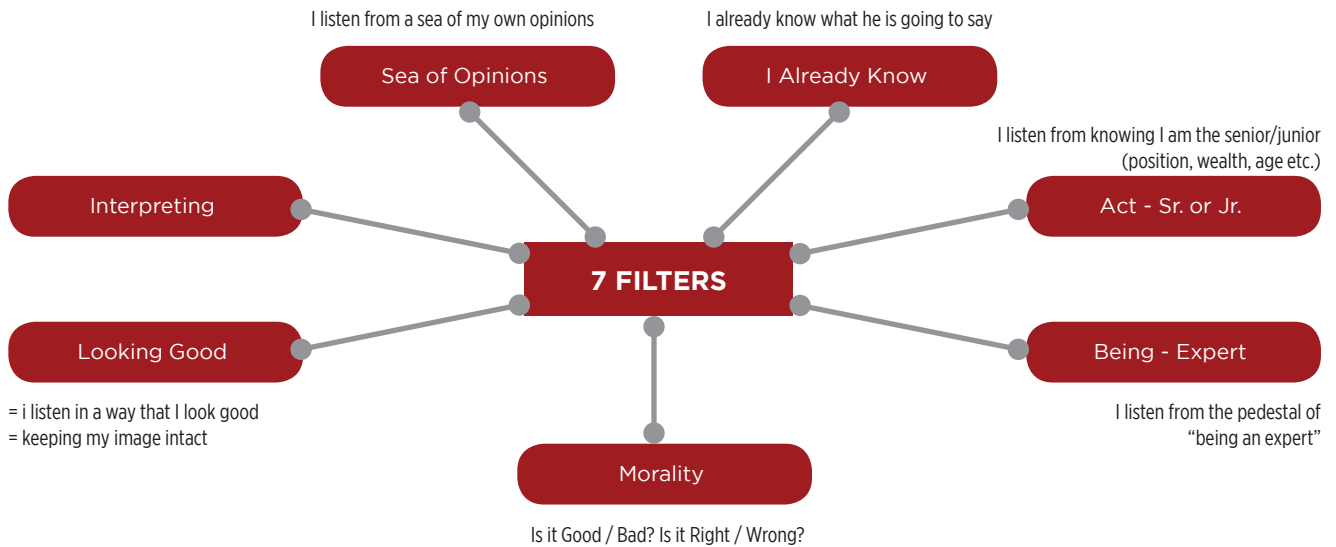 I listen from a sea of my own opinions
I already know what he is going to say
Sea of Opinions
I Already Know
I listen from knowing I am the senior/junior
(position, wealth, age etc.)
Interpreting
Act - Sr. or Jr.
7 FILTERS
Looking Good
Being - Expert
= i listen in a way that I look good
= keeping my image intact
I listen from the pedestal of
“being an expert”
Morality
Is it Good / Bad? Is it Right / Wrong?